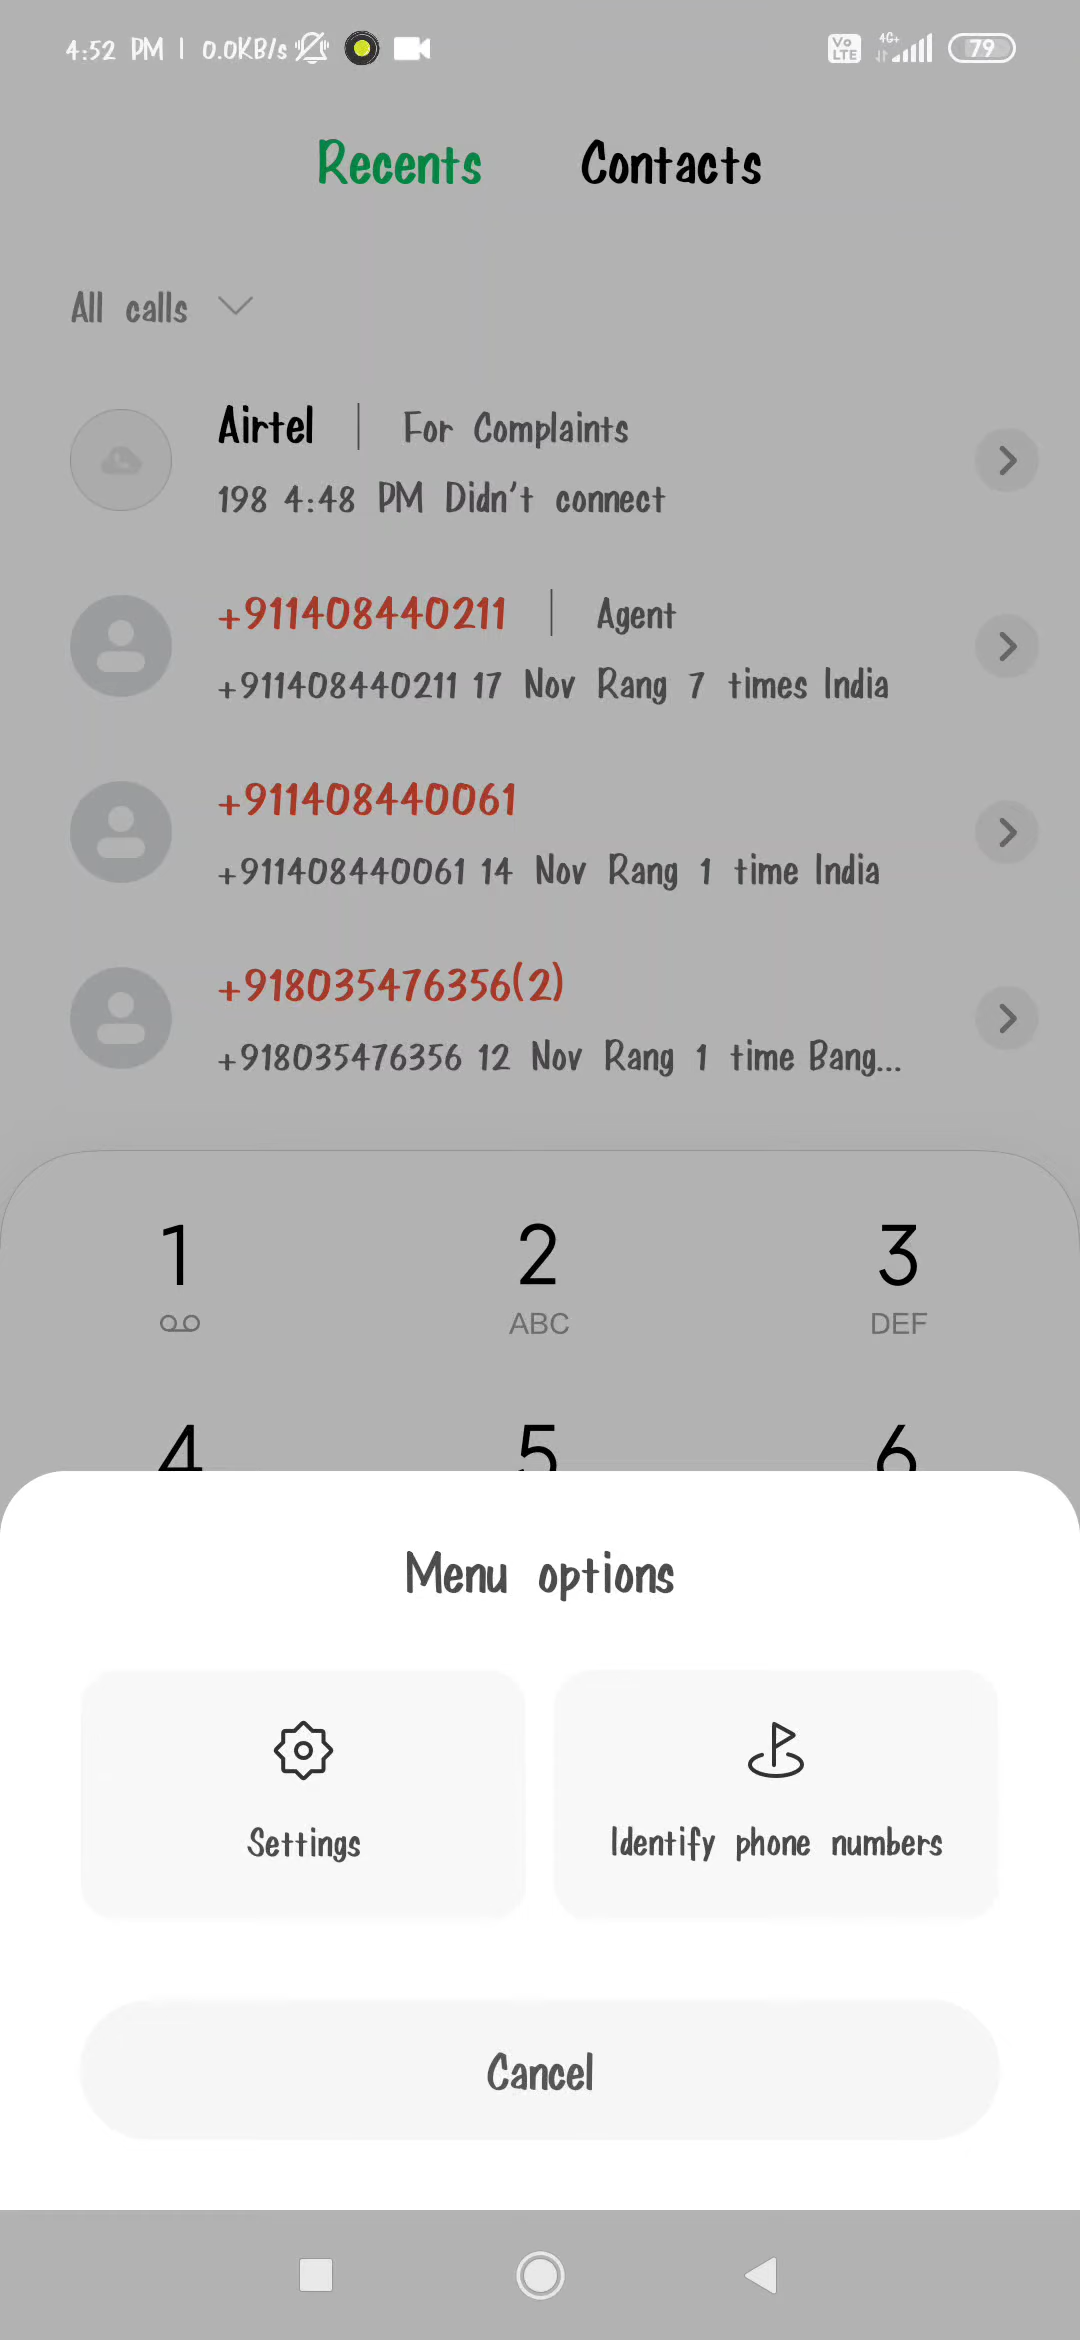 4:52 PM | 0.0KB/s Vo LTE 4G+ 79
Recents Contacts
All calls
Airtel | For Complaints
198 4:48 PM Didn't connect
+911408440211 | Agent
+911408440211 17 Nov Rang 7 times India
+911408440061
+911408440061 14 Nov Rang 1 time India
+918035476356(2)
+918035476356 12 Nov Rang 1 time Bang...
1 2 3
ABC DEF
4 5 6
Menu options
Settings Identify phone numbers
Cancel